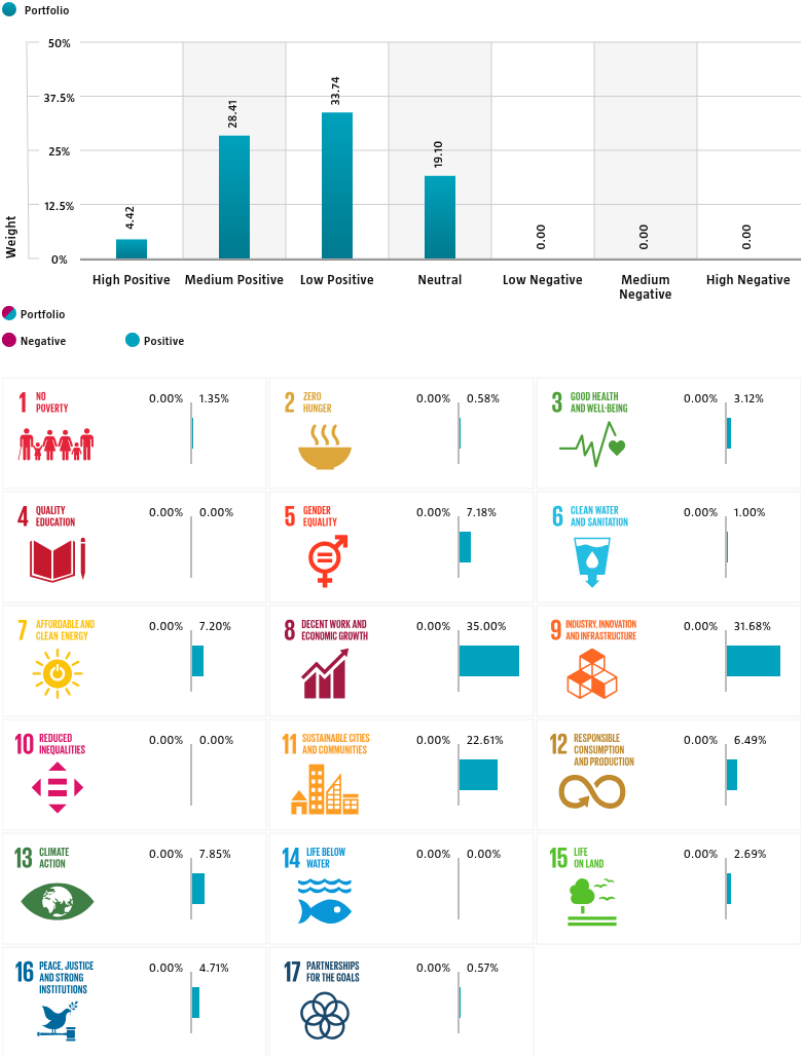 Portfolio
50%
37.5%
25%
12.5%
0%
Weight
4.42
28.41
33.74
19.10
0.00
0.00
0.00
High Positive
Medium Positive
Low Positive
Neutral
Low Negative
Medium
Negative
High Negative
Portfolio
Negative
Positive
1 NO
POVERTY
0.00% 1.35%
2 ZERO
HUNGER
0.00% 0.58%
3 GOOD HEALTH
AND WELL-BEING
0.00% 3.12%
4 QUALITY
EDUCATION
0.00% 0.00%
5 GENDER
EQUALITY
0.00% 7.18%
6 CLEAN WATER
AND SANITATION
0.00% 1.00%
7 AFFORDABLE AND
CLEAN ENERGY
0.00% 7.20%
8 DECENT WORK AND
ECONOMIC GROWTH
0.00% 35.00%
9 INDUSTRY, INNOVATION
AND INFRASTRUCTURE
0.00% 31.68%
10 REDUCED
INEQUALITIES
0.00% 0.00%
11 SUSTAINABLE CITIES
AND COMMUNITIES
0.00% 22.61%
12 RESPONSIBLE
CONSUMPTION
AND PRODUCTION
0.00% 6.49%
13 CLIMATE
ACTION
0.00% 7.85%
14 LIFE BELOW
WATER
0.00% 0.00%
15 LIFE
ON LAND
0.00% 2.69%
16 PEACE, JUSTICE
AND STRONG
INSTITUTIONS
0.00% 4.71%
17 PARTNERSHIPS
FOR THE GOALS
0.00% 0.57%